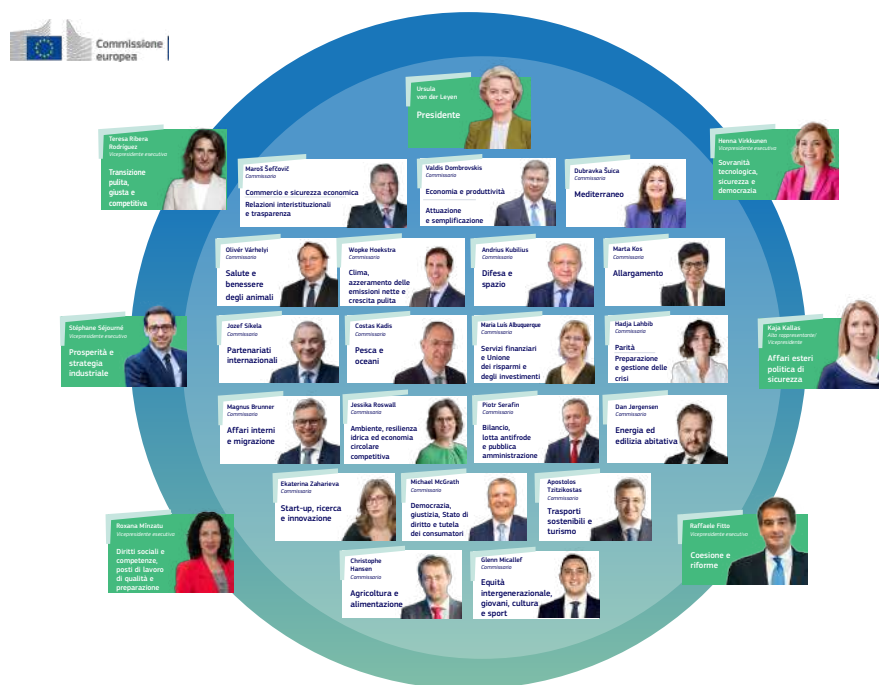 Commissione
europea
Ursula
von der Leyen
Presidente
Teresa Ribera
Rodríguez
Vicepresidente esecutivo
Transizione
pulita,
giusta e
competitiva
Henna Virkkunen
Vicepresidente esecutivo
Sovranità
tecnologica,
sicurezza e
democrazia
Maroš Šefčovič
Commissario
Commercio e sicurezza economica
Relazioni interistituzionali
e trasparenza
Valdis Dombrovskis
Commissario
Economia e produttività
Attuazione
e semplificazione
Dubravka Šuica
Commissaria
Mediterraneo
Olivér Várhelyi
Commissario
Salute e
benessere
degli animali
Wopke Hoekstra
Commissario
Clima,
azzeramento delle
emissioni nette e
crescita pulita
Andrius Kubilius
Commissario
Difesa e
spazio
Marta Kos
Commissaria
Allargamento
Stéphane Séjourné
Vicepresidente esecutivo
Prosperità e
strategia
industriale
Jozef Síkela
Commissario
Partenariati
internazionali
Costas Kadis
Commissario
Pesca e
oceani
Maria Luís Albuquerque
Commissaria
Servizi finanziari
e Unione
dei risparmi e
degli investimenti
Hadja Lahbib
Commissaria
Parità
Preparazione
e gestione delle
crisi
Kaja Kallas
Alto rappresentante/
Vicepresidente
Affari esteri
politica di
sicurezza
Magnus Brunner
Commissario
Affari interni
e migrazione
Jessika Roswall
Commissaria
Ambiente, resilienza
idrica ed economia
circolare
competitiva
Piotr Serafin
Commissario
Bilancio,
lotta antifrode
e pubblica
amministrazione
Dan Jørgensen
Commissario
Energia ed
edilizia abitativa
Ekaterina Zaharieva
Commissaria
Start-up, ricerca
e innovazione
Michael McGrath
Commissario
Democrazia,
giustizia, Stato di
diritto e tutela
dei consumatori
Apostolos
Tzitzikostas
Commissario
Trasporti
sostenibili e
turismo
Roxana Mînzatu
Vicepresidente esecutivo
Diritti sociali e
competenze,
posti di lavoro
di qualità e
preparazione
Raffaele Fitto
Vicepresidente esecutivo
Coesione e
riforme
Christophe
Hansen
Commissario
Agricoltura e
alimentazione
Glenn Micallef
Commissario
Equità
intergenerazionale,
giovani, cultura
e sport